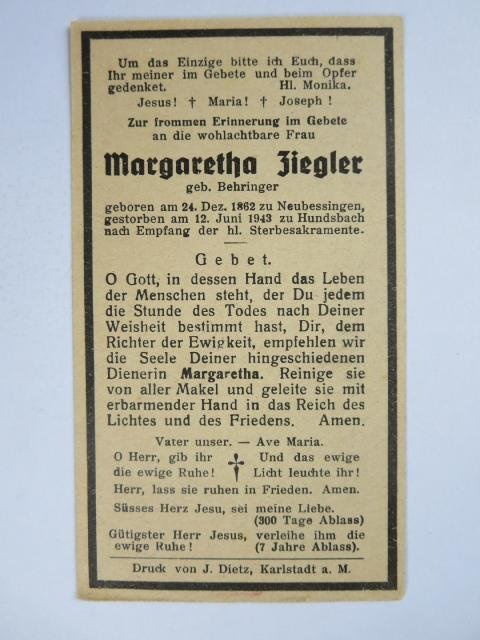 Um das Einzige bitte ich Euch, dass
Ihr meiner im Gebete und beim Opfer
gedenket. Hl. Monika.
Jesus! † Maria! † Joseph!
Zur frommen Erinnerung im Gebete
an die wohlachtbare Frau
Margaretha Ziegler
geb. Behringer
geboren am 24. Dez. 1862 zu Neubessingen,
gestorben am 12. Juni 1943 zu Hundsbach
nach Empfang der hl. Sterbesakramente.
Gebet.
O Gott, in dessen Hand das Leben
der Menschen steht, der Du jedem
die Stunde des Todes nach Deiner
Weisheit bestimmt hast, Dir, dem
Richter der Ewigkeit, empfehlen wir
die Seele Deiner hingeschiedenen
Dienerin Margaretha. Reinige sie
von aller Makel und geleite sie mit
erbarmender Hand in das Reich des
Lichtes und des Friedens. Amen.
Vater unser. — Ave Maria.
O Herr, gib ihr † Und das ewige
die ewige Ruhe! Licht leuchte ihr!
Herr, lass sie ruhen in Frieden. Amen.
Süsses Herz Jesu, sei meine Liebe.
(300 Tage Ablass)
Gütigster Herr Jesus, verleihe ihm die
ewige Ruhe! (7 Jahre Ablass).
Druck von J. Dietz, Karlstadt a. M.